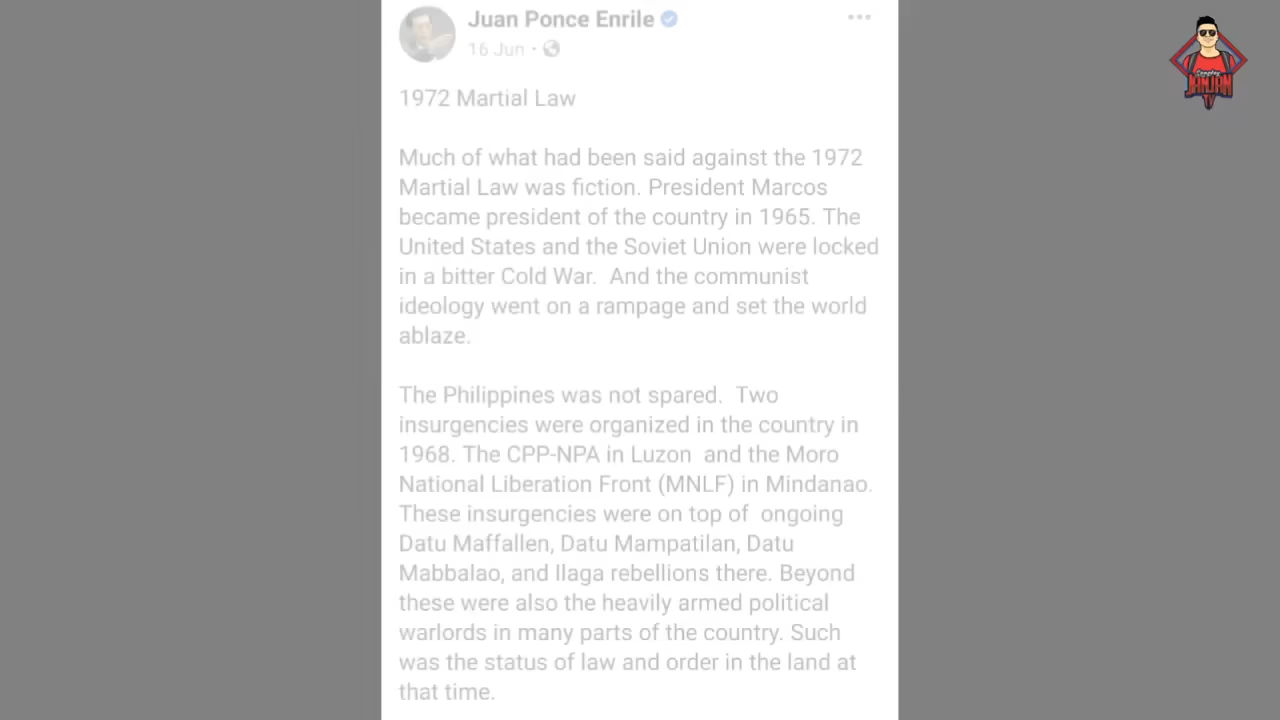 Juan Ponce Enrile
16 Jun ·
1972 Martial Law
Much of what had been said against the 1972
Martial Law was fiction. President Marcos
became president of the country in 1965. The
United States and the Soviet Union were locked
in a bitter Cold War. And the communist
ideology went on a rampage and set the world
ablaze.
The Philippines was not spared. Two
insurgencies were organized in the country in
1968. The CPP-NPA in Luzon and the Moro
National Liberation Front (MNLF) in Mindanao.
These insurgencies were on top of ongoing
Datu Maffallen, Datu Mampatilan, Datu
Mabbalao, and Ilaga rebellions there. Beyond
these were also the heavily armed political
warlords in many parts of the country. Such
was the status of law and order in the land at
that time.
JANJAN
TV